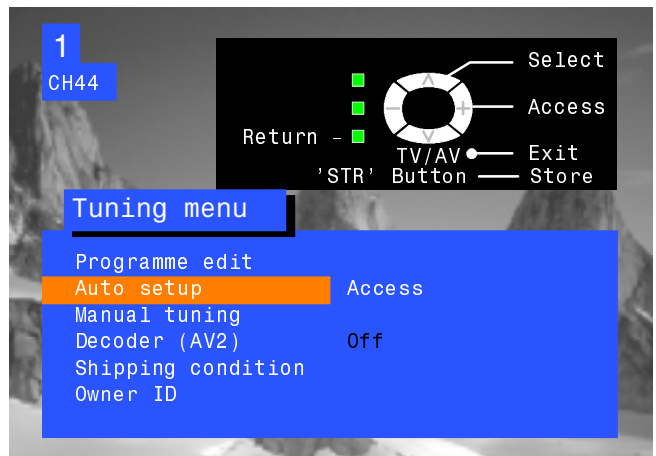 1
CH44
Select
Access
Return –
TV/AV Exit
'STR' Button Store
Tuning menu
Programme edit
Auto setup Access
Manual tuning
Decoder (AV2) Off
Shipping condition
Owner ID